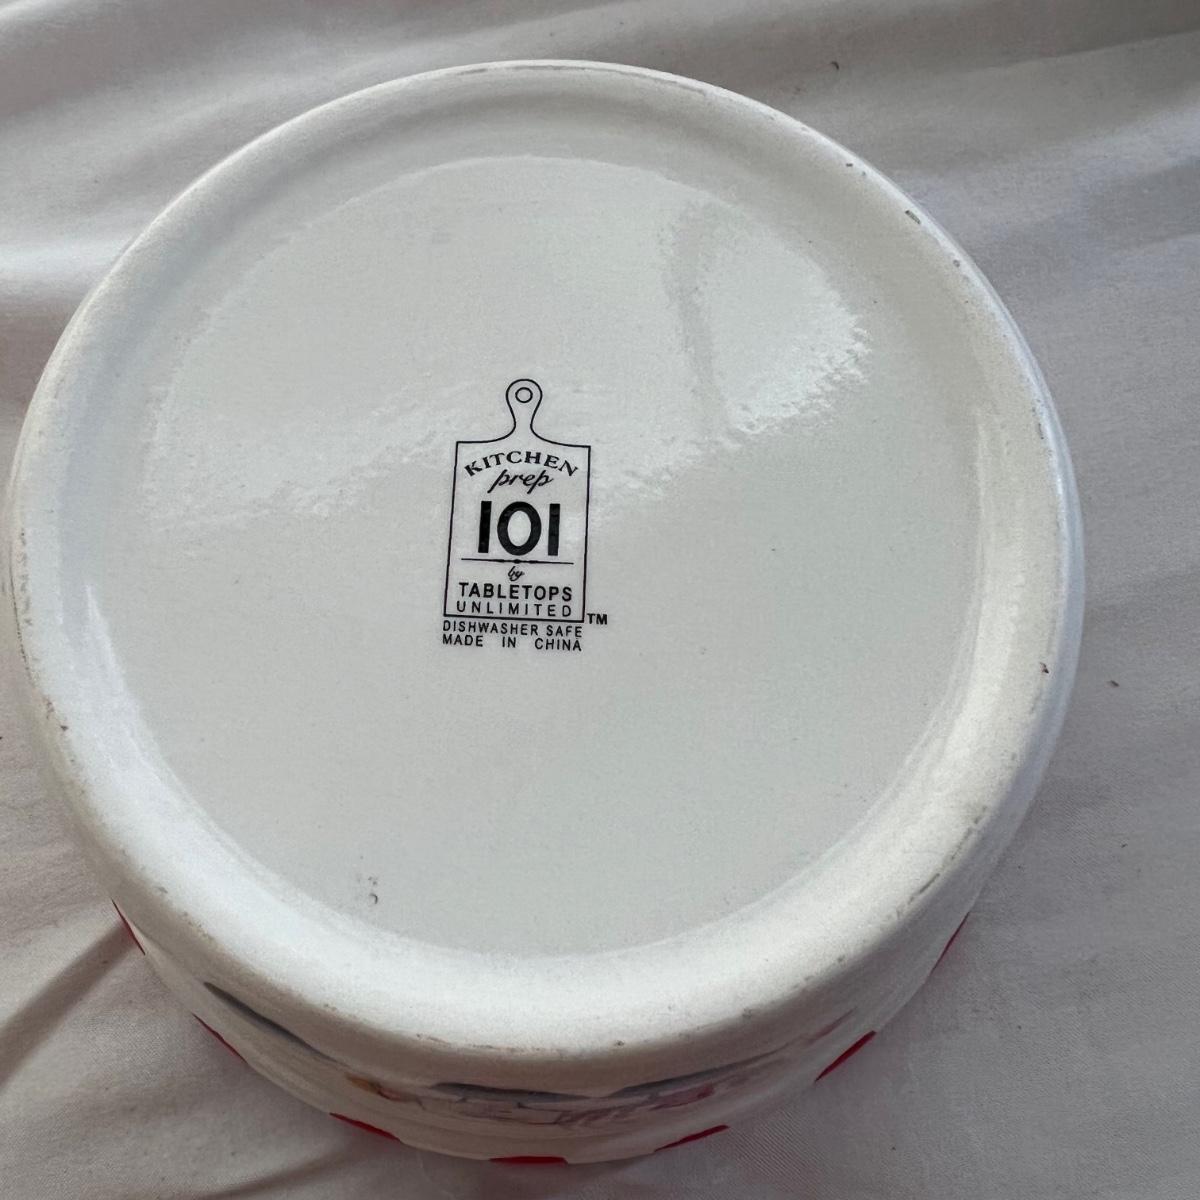 KITCHEN
prep
101
by
TABLETOPS
UNLIMITED
TM
DISHWASHER SAFE
MADE IN CHINA